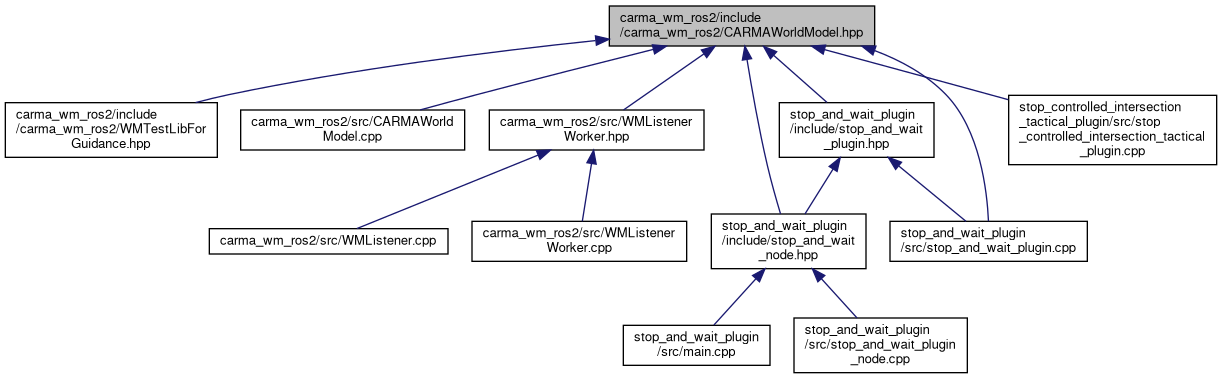 carma_wm_ros2/include
/carma_wm_ros2/CARMAWorldModel.hpp
carma_wm_ros2/include
/carma_wm_ros2/WMTestLibFor
Guidance.hpp
carma_wm_ros2/src/CARMAWorld
Model.cpp
carma_wm_ros2/src/WMListener
Worker.hpp
stop_and_wait_plugin
/include/stop_and_wait
_plugin.hpp
stop_controlled_intersection
_tactical_plugin/src/stop
_controlled_intersection_tactical
_plugin.cpp
carma_wm_ros2/src/WMListener.cpp
carma_wm_ros2/src/WMListener
Worker.cpp
stop_and_wait_plugin
/include/stop_and_wait
_node.hpp
stop_and_wait_plugin
/src/stop_and_wait_plugin.cpp
stop_and_wait_plugin
/src/main.cpp
stop_and_wait_plugin
/src/stop_and_wait_plugin
_node.cpp